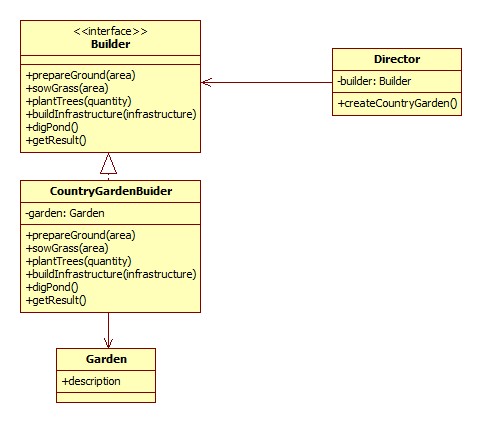 <<interface>>
Builder
+prepareGround(area)
+sowGrass(area)
+plantTrees(quantity)
+buildInfrastructure(infrastructure)
+digPond()
+getResult()
Director
-builder: Builder
+createCountryGarden()
CountryGardenBuider
-garden: Garden
+prepareGround(area)
+sowGrass(area)
+plantTrees(quantity)
+buildInfrastructure(infrastructure)
+digPond()
+getResult()
Garden
+description